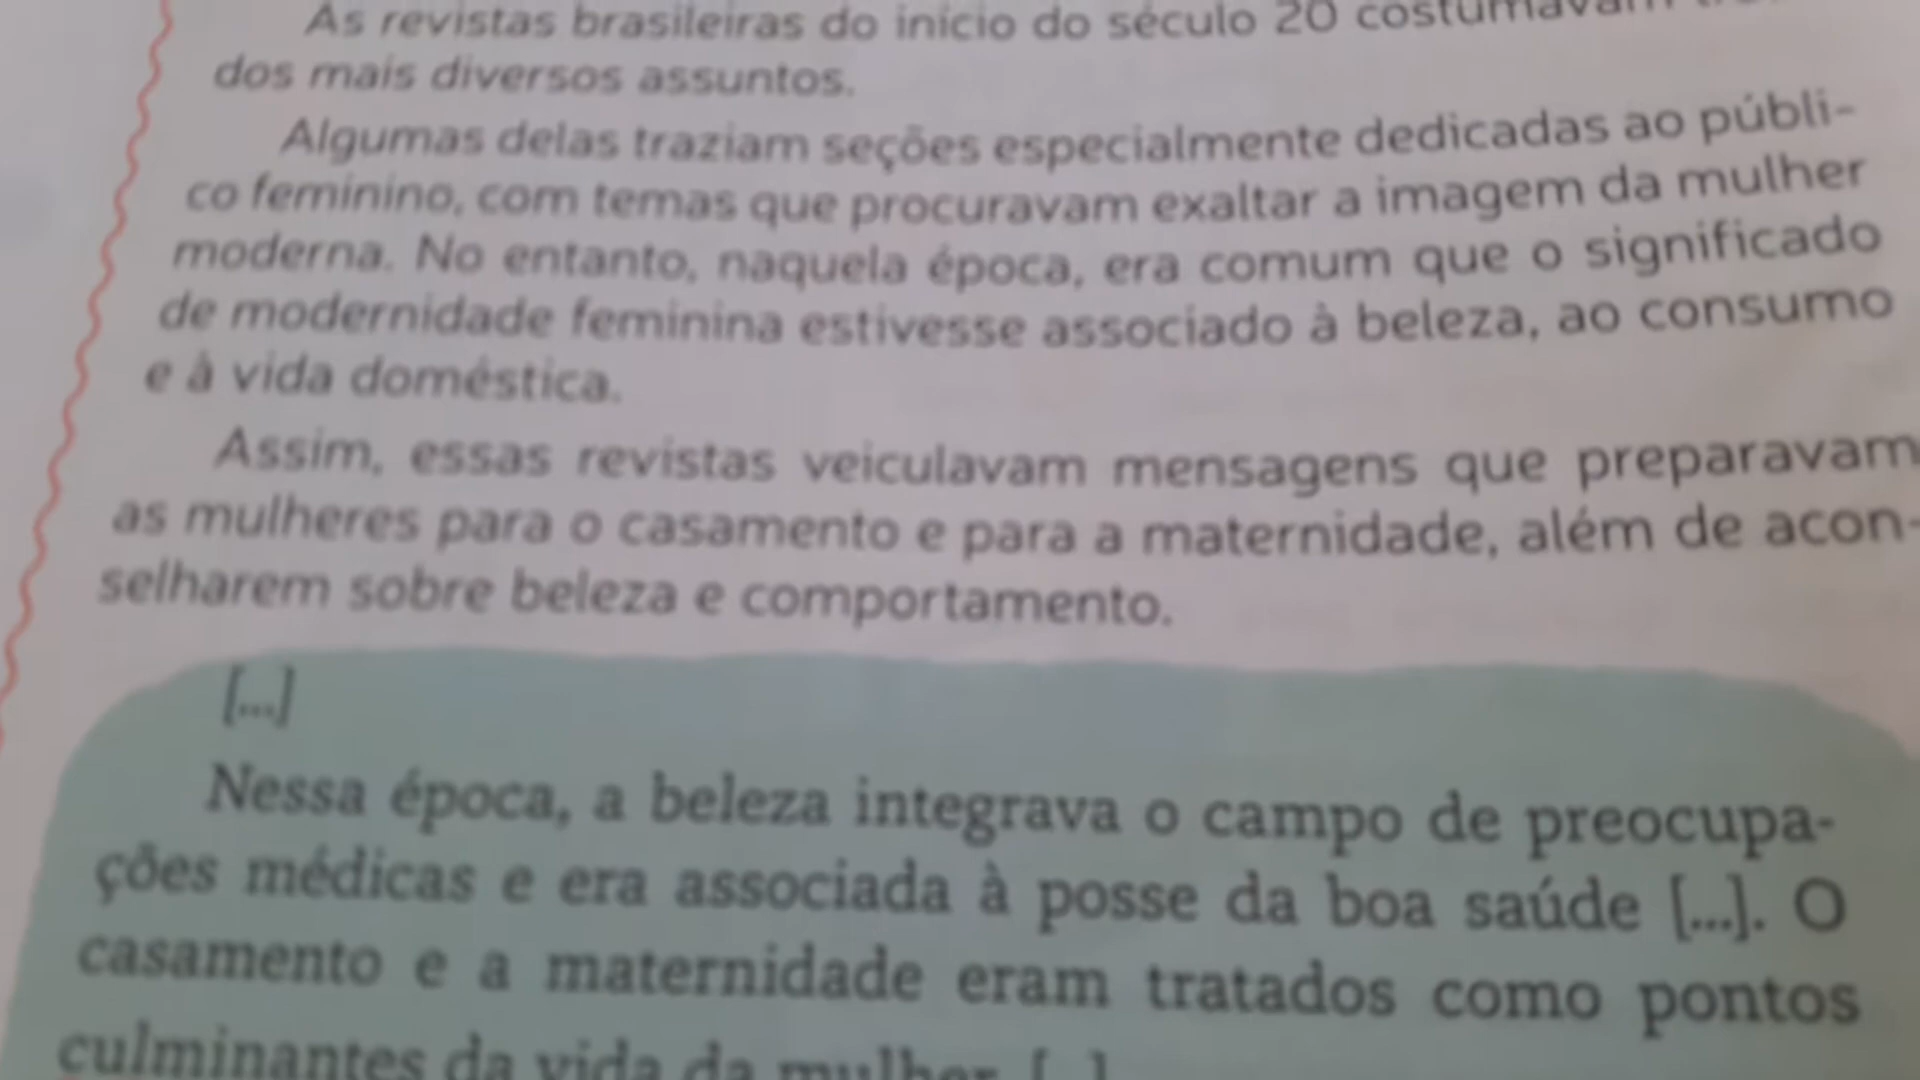 As revistas brasileiras do início do século 20 costumavam
dos mais diversos assuntos.
Algumas delas traziam seções especialmente dedicadas ao públi-
co feminino, com temas que procuravam exaltar a imagem da mulher
moderna. No entanto, naquela época, era comum que o significado
de modernidade feminina estivesse associado à beleza, ao consumo
e à vida doméstica.
Assim, essas revistas veiculavam mensagens que preparavam
as mulheres para o casamento e para a maternidade, além de acon-
selharem sobre beleza e comportamento.
[...]
Nessa época, a beleza integrava o campo de preocupa-
ções médicas e era associada à posse da boa saúde [...]. O
casamento e a maternidade eram tratados como pontos
culminantes da vida da mulher. [...]